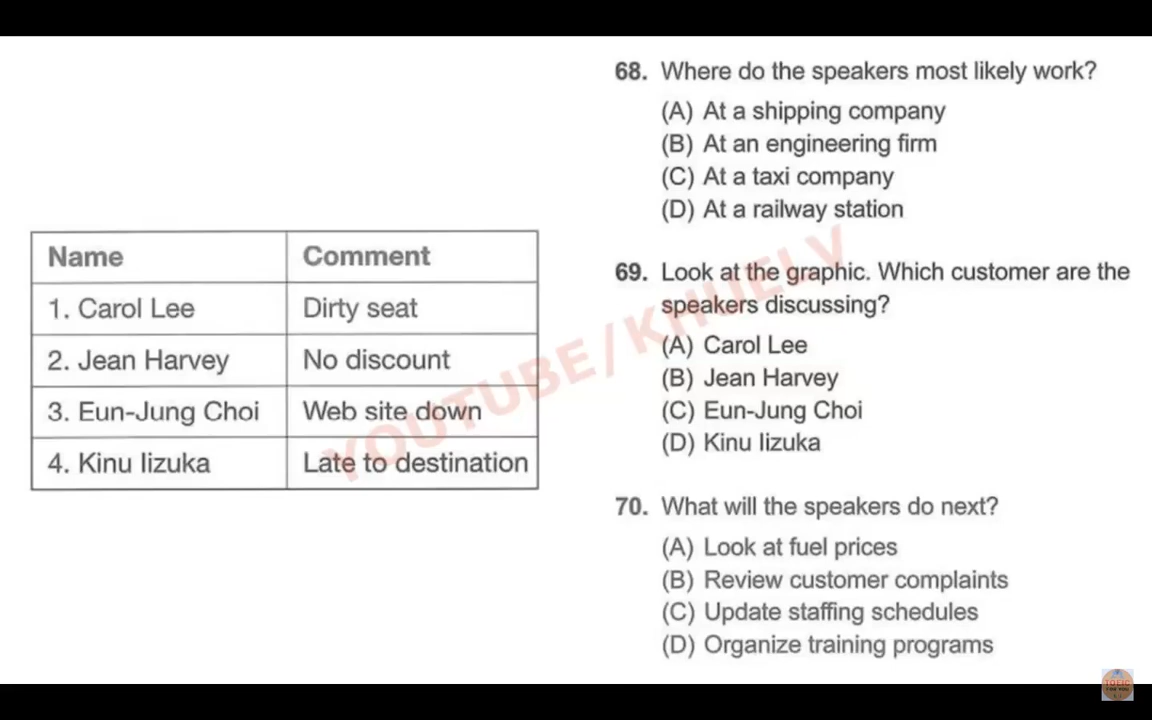 Name Comment
1. Carol Lee Dirty seat
2. Jean Harvey No discount
3. Eun-Jung Choi Web site down
4. Kinu Iizuka Late to destination
68. Where do the speakers most likely work?
(A) At a shipping company
(B) At an engineering firm
(C) At a taxi company
(D) At a railway station
69. Look at the graphic. Which customer are the
speakers discussing?
(A) Carol Lee
(B) Jean Harvey
(C) Eun-Jung Choi
(D) Kinu Iizuka
70. What will the speakers do next?
(A) Look at fuel prices
(B) Review customer complaints
(C) Update staffing schedules
(D) Organize training programs
YOUTUBE/KHUELV
TOEIC
FOR YOU